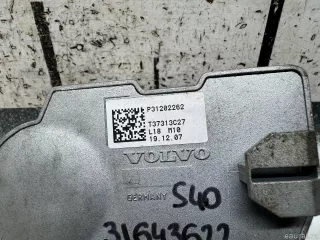 P31202262
T37313C27
L18 M10
19.12.07
VOLVO
GERMANY
S40
31643622